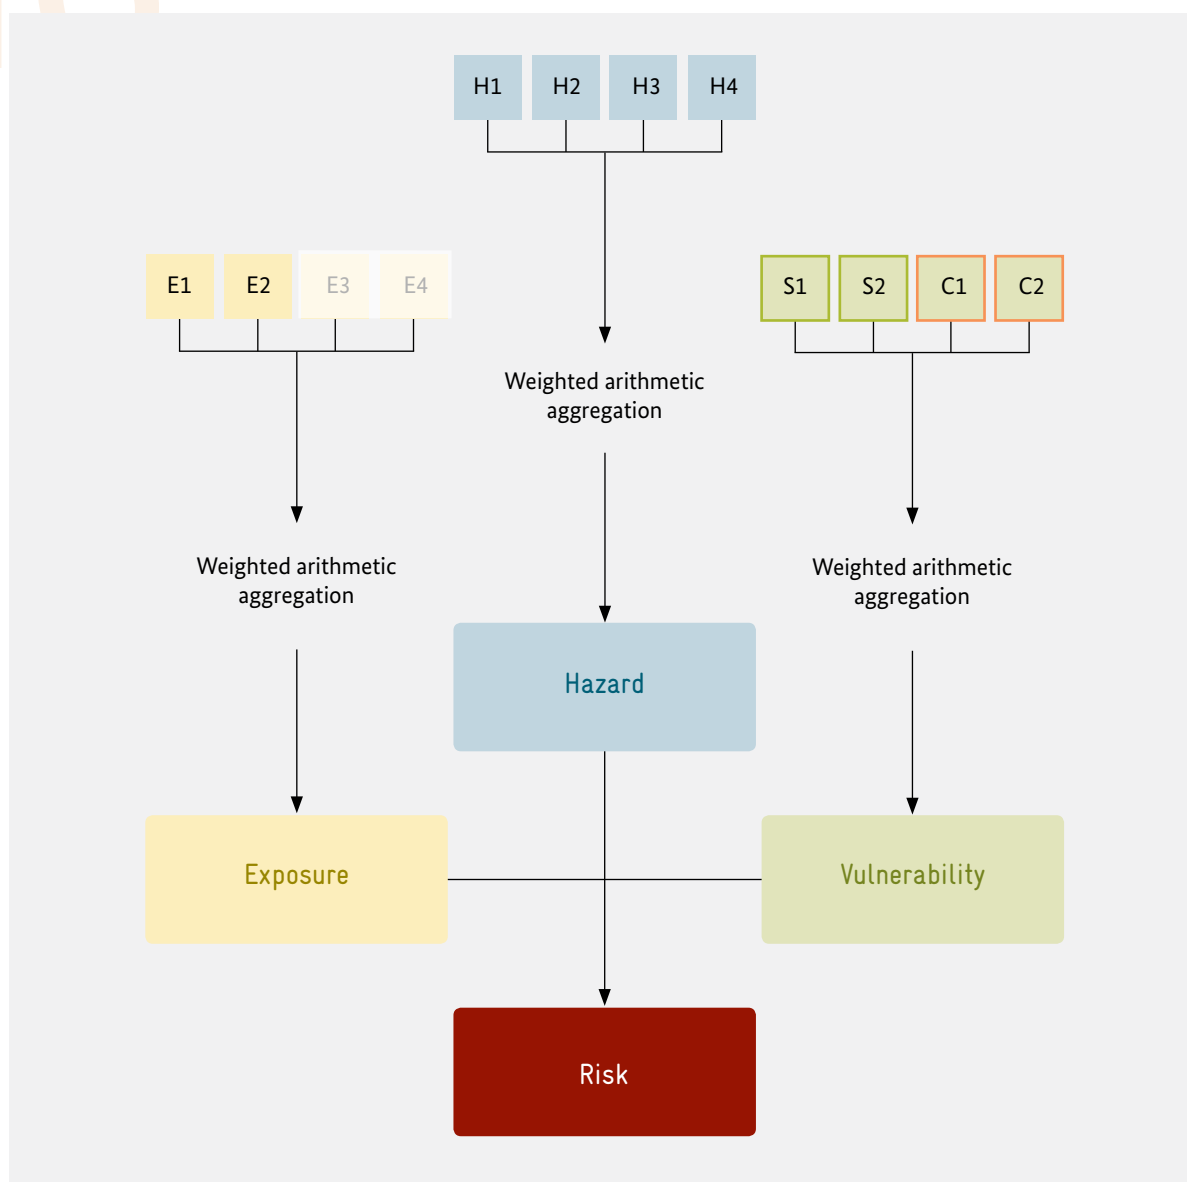 H1 H2 H3 H4
E1 E2 E3 E4
S1 S2 C1 C2
Weighted arithmetic
aggregation
Weighted arithmetic
aggregation
Weighted arithmetic
aggregation
Hazard
Exposure
Vulnerability
Risk